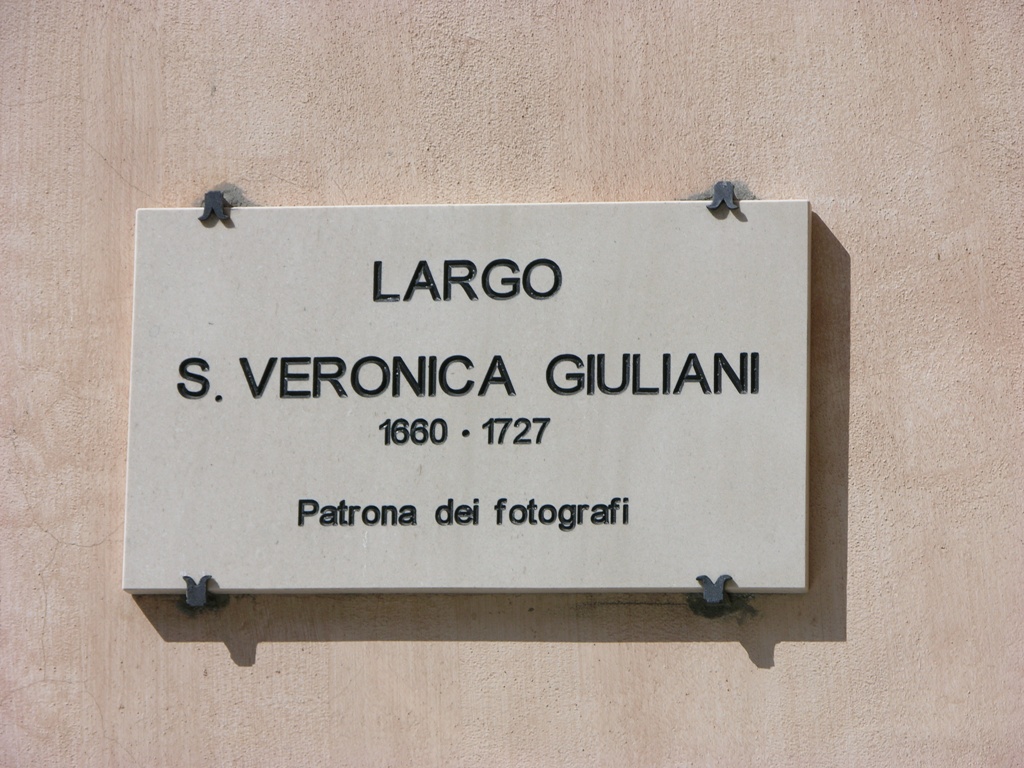 LARGO
S. VERONICA GIULIANI
1660 · 1727
Patrona dei fotografi